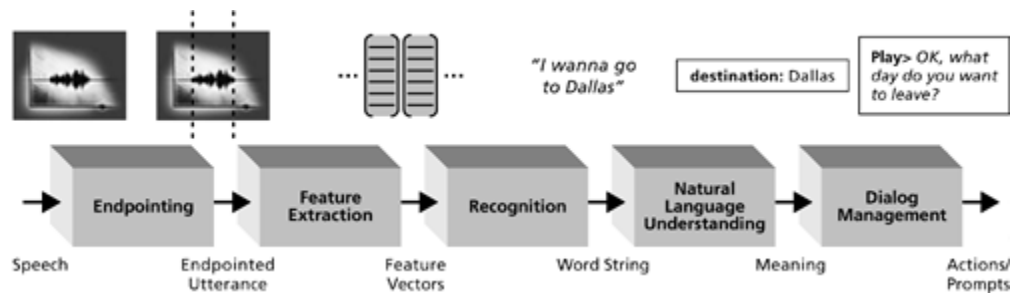 "I wanna go
to Dallas"
destination: Dallas
Play> OK, what
day do you want
to leave?
Endpointing
Feature
Extraction
Recognition
Natural
Language
Understanding
Dialog
Management
Speech
Endpointed
Utterance
Feature
Vectors
Word String
Meaning
Actions/
Prompts